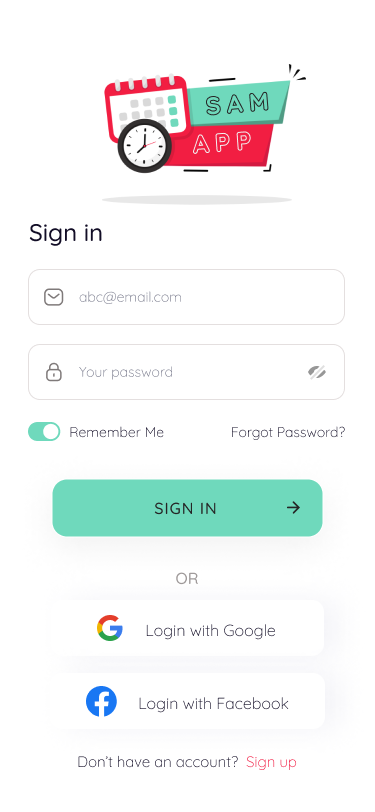 SAM
APP
Sign in
abc@email.com
Your password
Remember Me
Forgot Password?
SIGN IN
OR
Login with Google
Login with Facebook
Don't have an account? Sign up